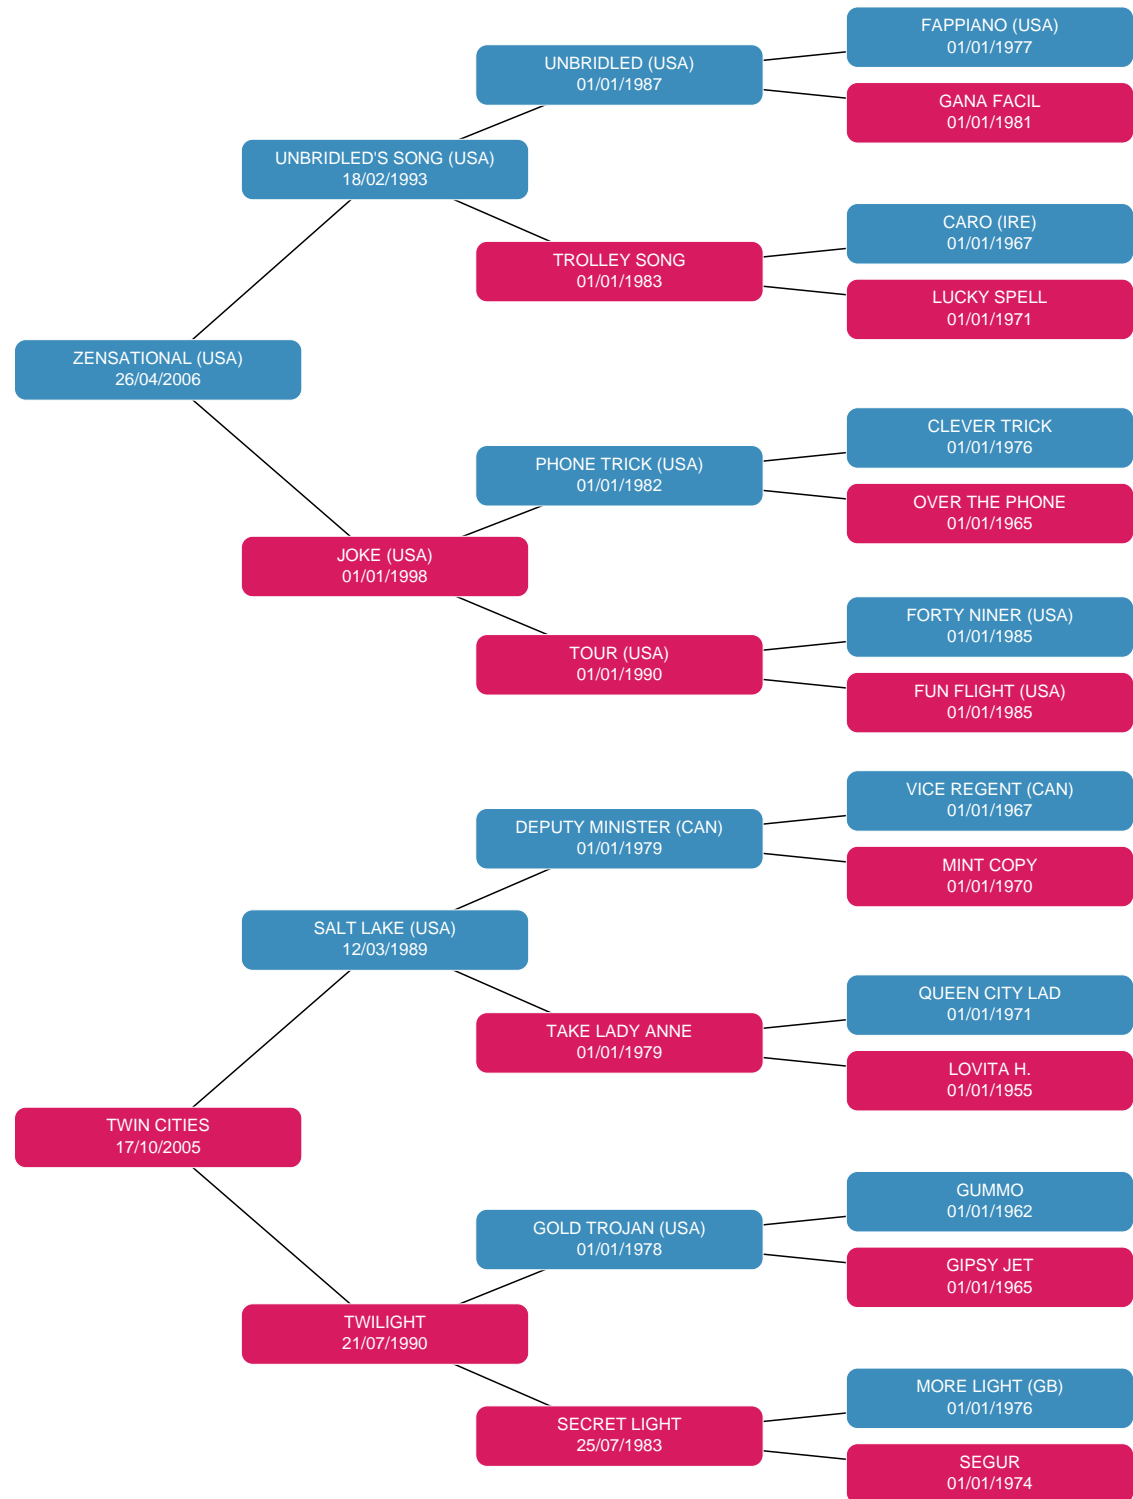 FAPPIANO (USA)
01/01/1977
UNBRIDLED (USA)
01/01/1987
GANA FACIL
01/01/1981
UNBRIDLED'S SONG (USA)
18/02/1993
CARO (IRE)
01/01/1967
TROLLEY SONG
01/01/1983
LUCKY SPELL
01/01/1971
ZENSATIONAL (USA)
26/04/2006
CLEVER TRICK
01/01/1976
PHONE TRICK (USA)
01/01/1982
OVER THE PHONE
01/01/1965
JOKE (USA)
01/01/1998
FORTY NINER (USA)
01/01/1985
TOUR (USA)
01/01/1990
FUN FLIGHT (USA)
01/01/1985
VICE REGENT (CAN)
01/01/1967
DEPUTY MINISTER (CAN)
01/01/1979
MINT COPY
01/01/1970
SALT LAKE (USA)
12/03/1989
QUEEN CITY LAD
01/01/1971
TAKE LADY ANNE
01/01/1979
LOVITA H.
01/01/1955
TWIN CITIES
17/10/2005
GUMMO
01/01/1962
GOLD TROJAN (USA)
01/01/1978
GIPSY JET
01/01/1965
TWILIGHT
21/07/1990
MORE LIGHT (GB)
01/01/1976
SECRET LIGHT
25/07/1983
SEGUR
01/01/1974